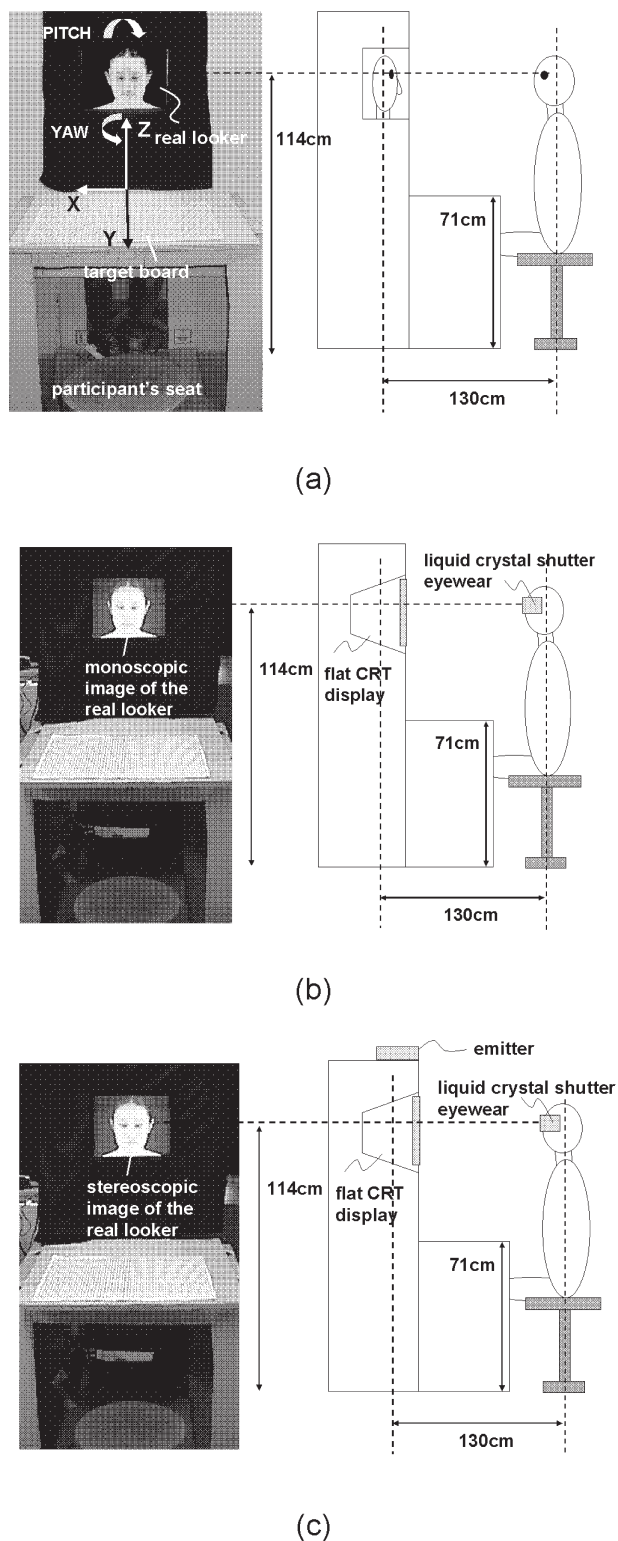 PITCH
YAW
Z
real looker
X
Y
target board
participant's seat
114cm
71cm
130cm
(a)
liquid crystal shutter
eyewear
monoscopic
image of the
real looker
114cm
flat CRT
display
71cm
130cm
(b)
emitter
liquid crystal shutter
eyewear
stereoscopic
image of the
real looker
114cm
flat CRT
display
71cm
130cm
(c)